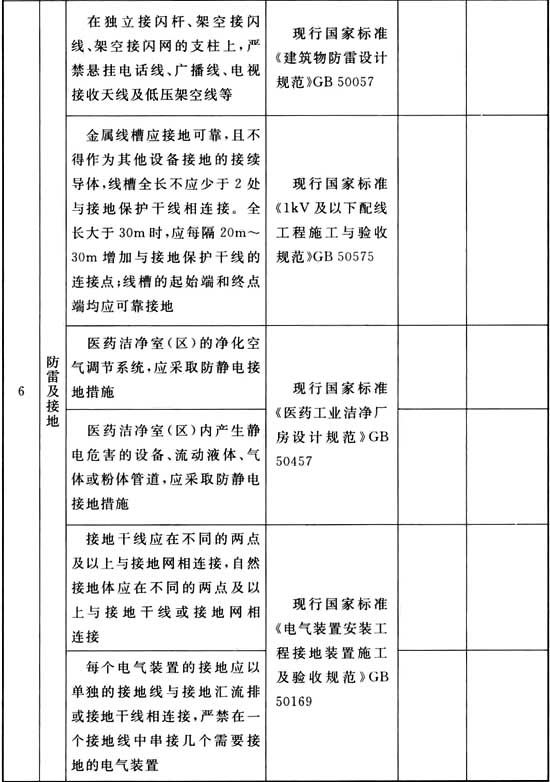 6
防雷及接地
在独立接闪杆、架空接闪
线、架空接闪网的支柱上,严
禁悬挂电话线、广播线、电视
接收天线及低压架空线等
现行国家标准
《建筑物防雷设计
规范》GB 50057
金属线槽应接地可靠,且不
得作为其他设备接地的接续
导体,线槽全长不应少于 2 处
与接地保护干线相连接。全
长大于 30m 时,应每隔 20m~
30m 增加与接地保护干线的
连接点;线槽的起始端和终点
端均应可靠接地
现行国家标准
《1kV 及以下配线
工程施工与验收
规范》GB 50575
医药洁净室(区)的净化空
气调节系统,应采取防静电接
地措施
医药洁净室(区)内产生静
电危害的设备、流动液体、气
体或粉体管道,应采取防静电
接地措施
现行国家标准
《医药工业洁净厂
房设计规范》GB
50457
接地干线应在不同的两点
及以上与接地网相连接,自然
接地体应在不同的两点及以
上与接地干线或接地网相
连接
每个电气装置的接地应以
单独的接地线与接地汇流排
或接地干线相连接,严禁在一
个接地线中串接几个需要接
地的电气装置
现行国家标准
《电气装置安装工
程接地装置施工
及验收规范》GB
50169